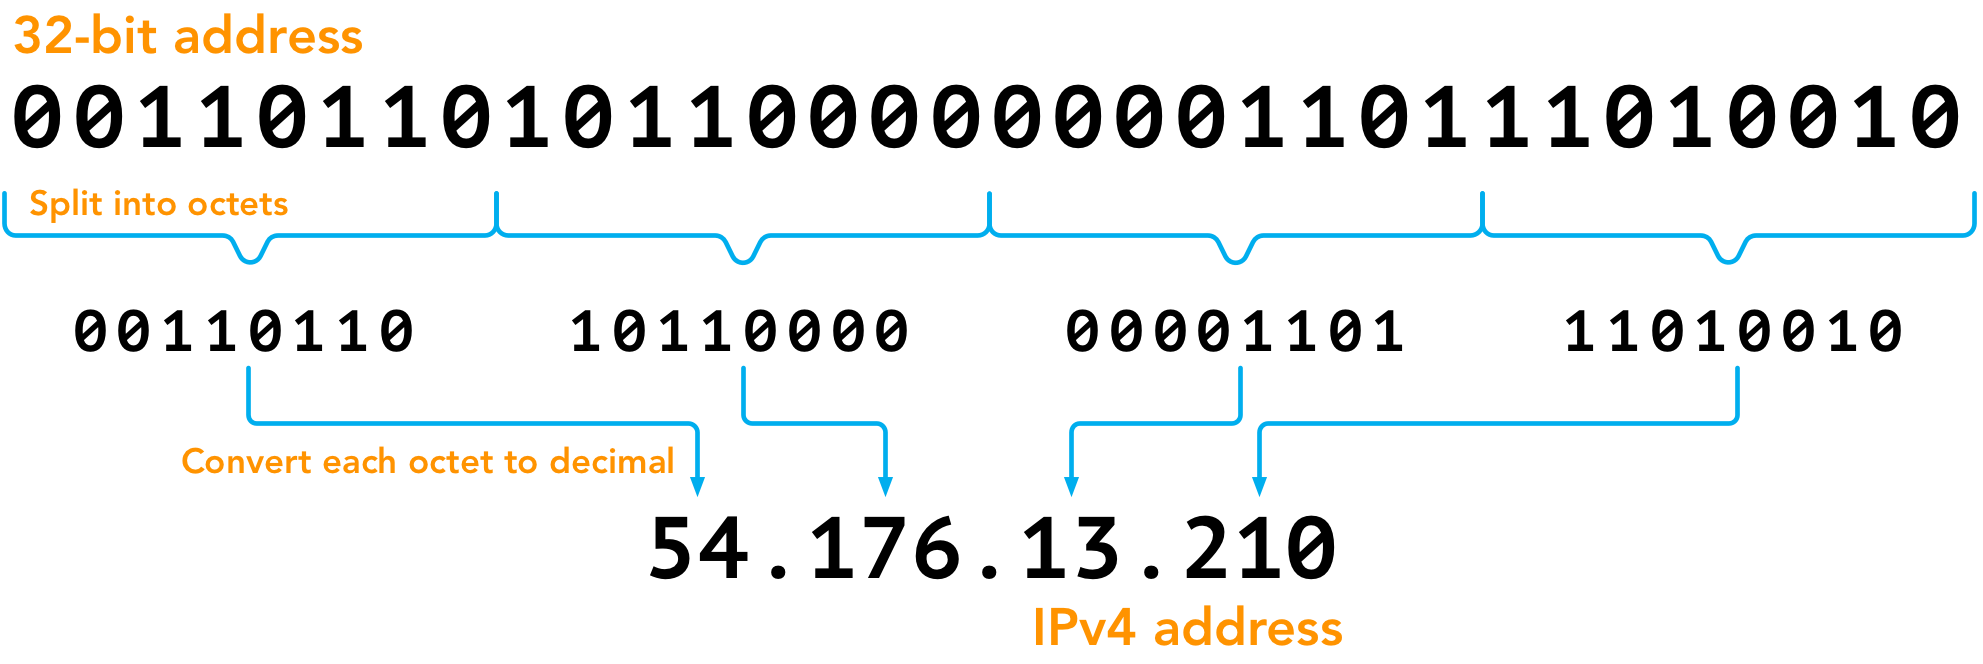 32-bit address
00110110101100000000110111010010
Split into octets
00110110 10110000 00001101 11010010
Convert each octet to decimal
54.176.13.210
IPv4 address